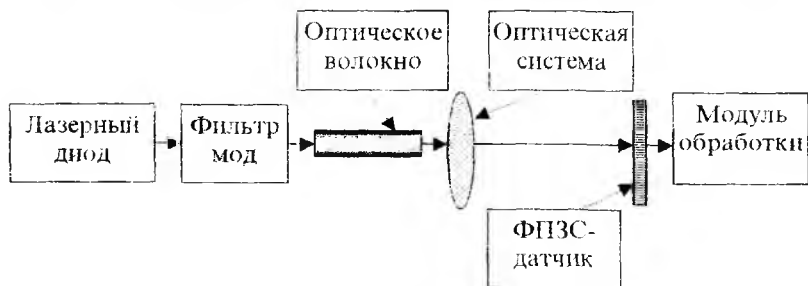 Оптическое
волокно
Оптическая
система
Лазерный
диод
Фильтр
мод
Модуль
обработки
ФПЗС-
датчик